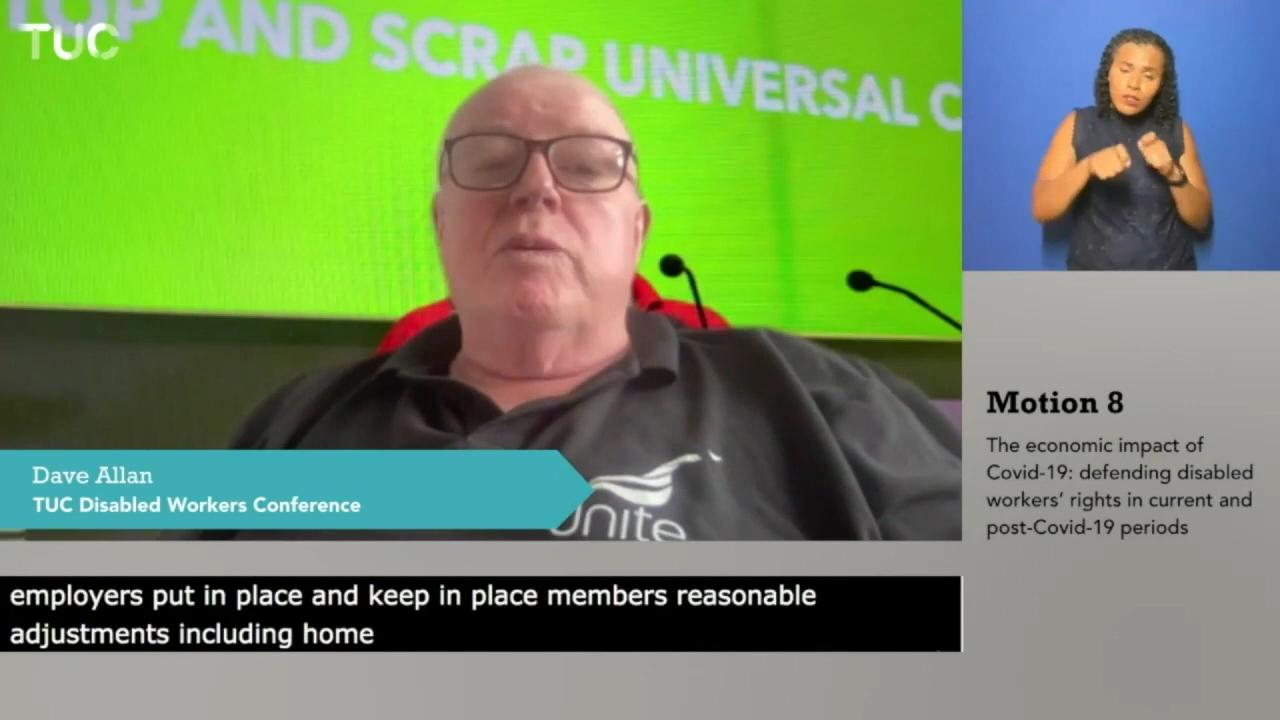 TUC
TOP AND SCRAP UNIVERSAL C
Dave Allan
TUC Disabled Workers Conference
unite
Motion 8
The economic impact of
Covid-19: defending disabled
workers’ rights in current and
post-Covid-19 periods
employers put in place and keep in place members reasonable
adjustments including home